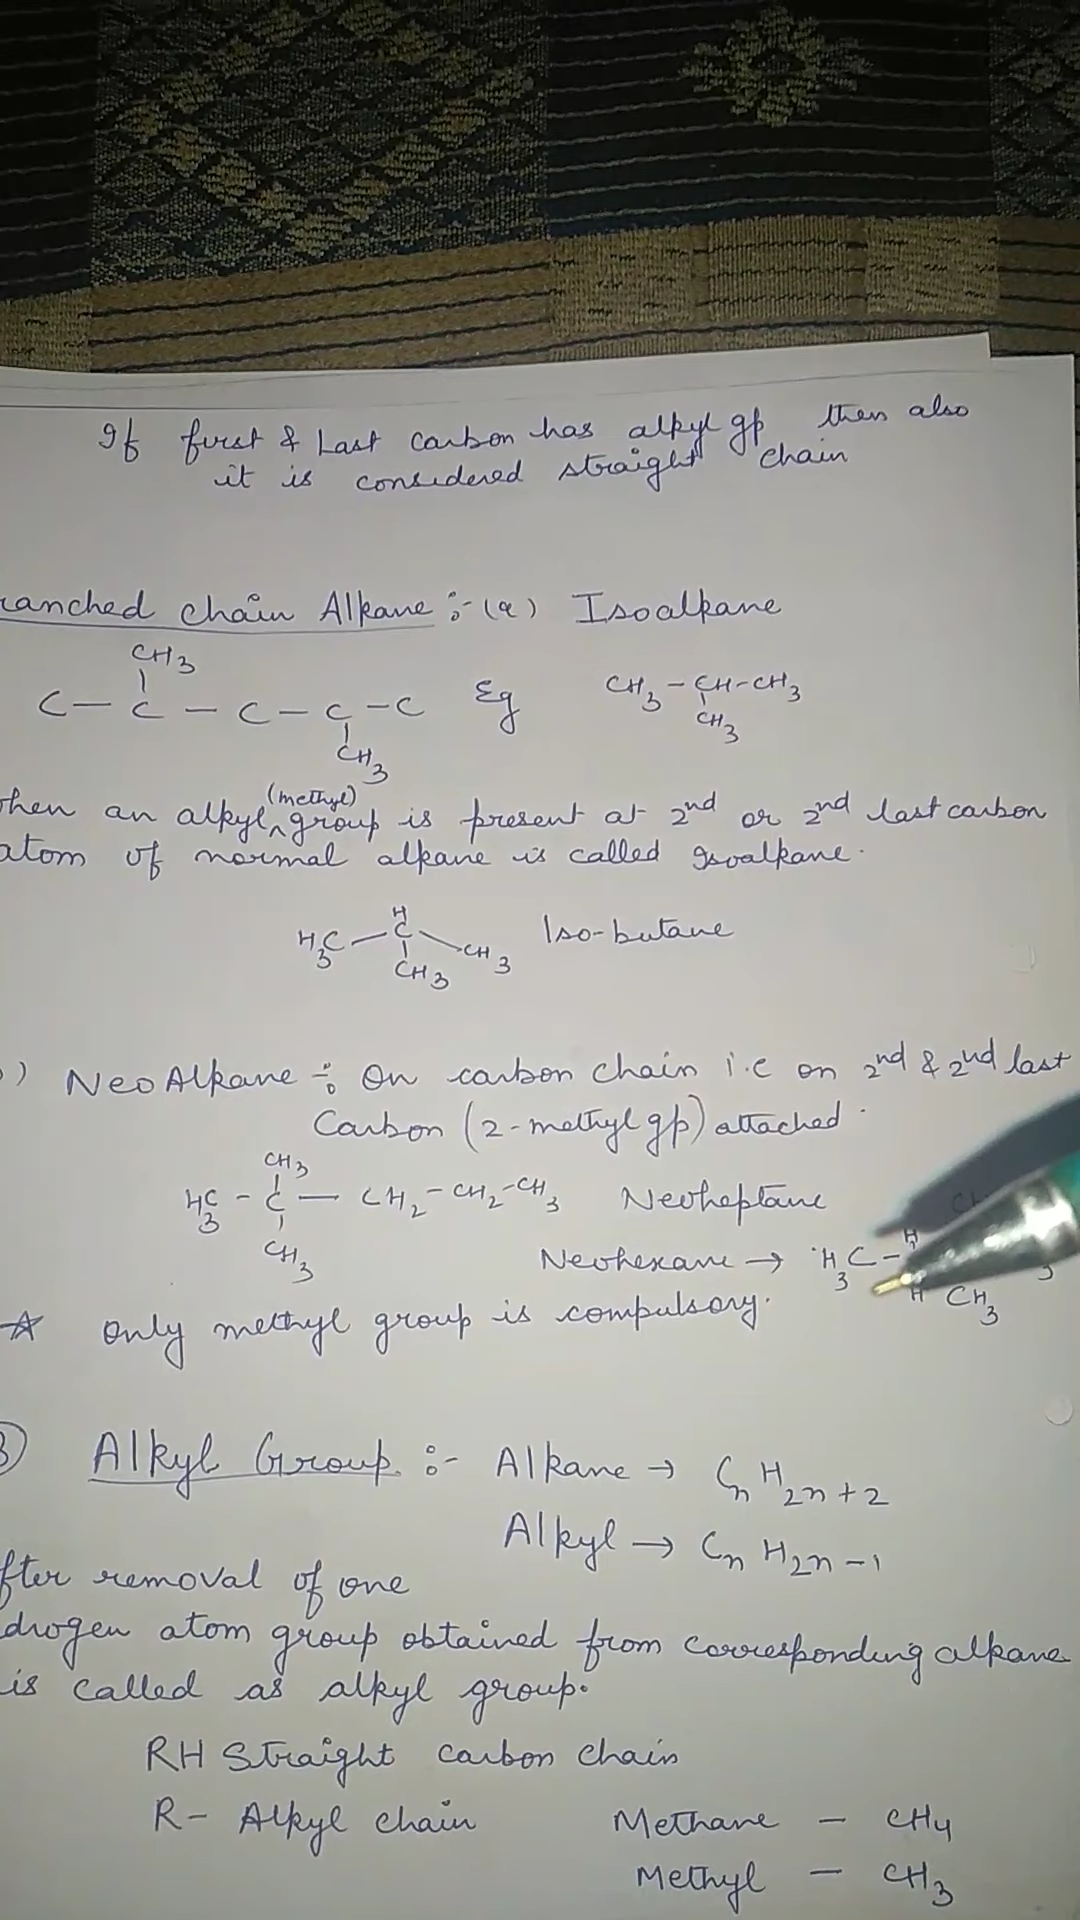 If first & Last carbon has alkyl gp then also
it is considered straight chain
ranched chain Alkane :- (a) Isoalkane
CH3
C - C - C - C - C Eg CH3 - CH - CH3
CH3
CH3
hen an alkyl (methyl) group is present at 2nd or 2nd last carbon
atom of normal alkane is called Isoalkane.
H
H3C - C - CH3 Iso-butane
CH3
) Neo Alkane :- On carbon chain i.e on 2nd & 2nd last
Carbon (2-methyl gp) attached.
CH3
H3C - C - CH2 - CH2 - CH3 Neoheptane
CH3
Neohexane → H3C - H
H CH3
3
☆ Only methyl group is compulsory.
3) Alkyl Group :- Alkane → CnH2n+2
Alkyl → CnH2n-1
fter removal of one
drogen atom group obtained from corresponding alkane
is called as alkyl group.
RH Straight carbon chain
R- Alkyl chain
Methane - CH4
Methyl - CH3